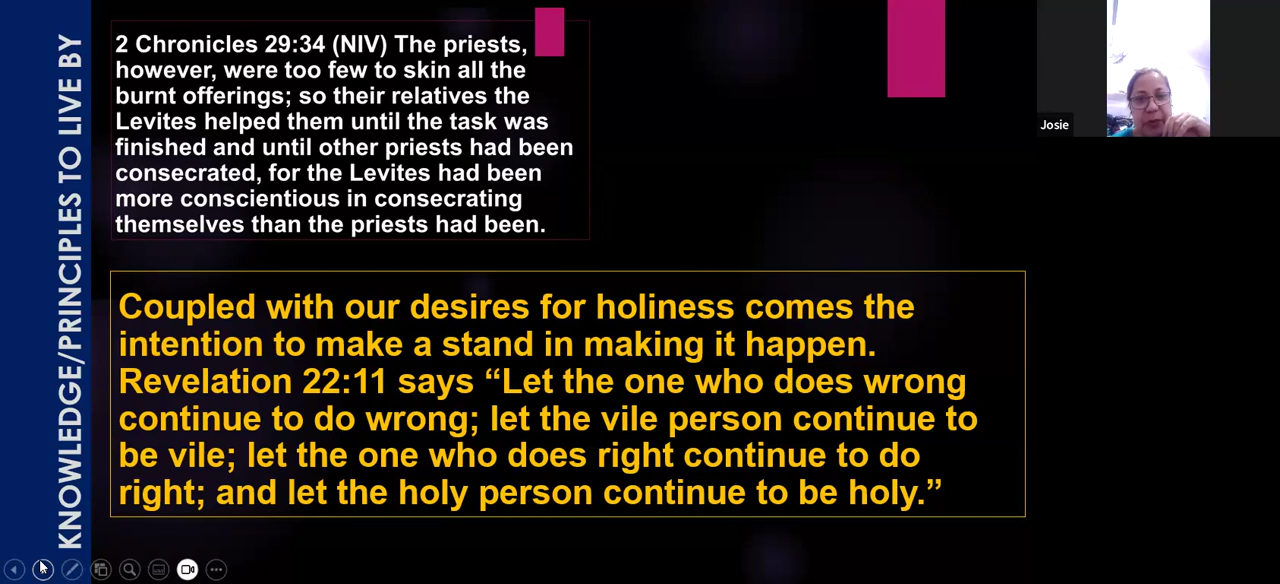 KNOWLEDGE/PRINCIPLES TO LIVE BY
2 Chronicles 29:34 (NIV) The priests,
however, were too few to skin all the
burnt offerings; so their relatives the
Levites helped them until the task was
finished and until other priests had been
consecrated, for the Levites had been
more conscientious in consecrating
themselves than the priests had been.
Coupled with our desires for holiness comes the
intention to make a stand in making it happen.
Revelation 22:11 says “Let the one who does wrong
continue to do wrong; let the vile person continue to
be vile; let the one who does right continue to do
right; and let the holy person continue to be holy.”
Josie